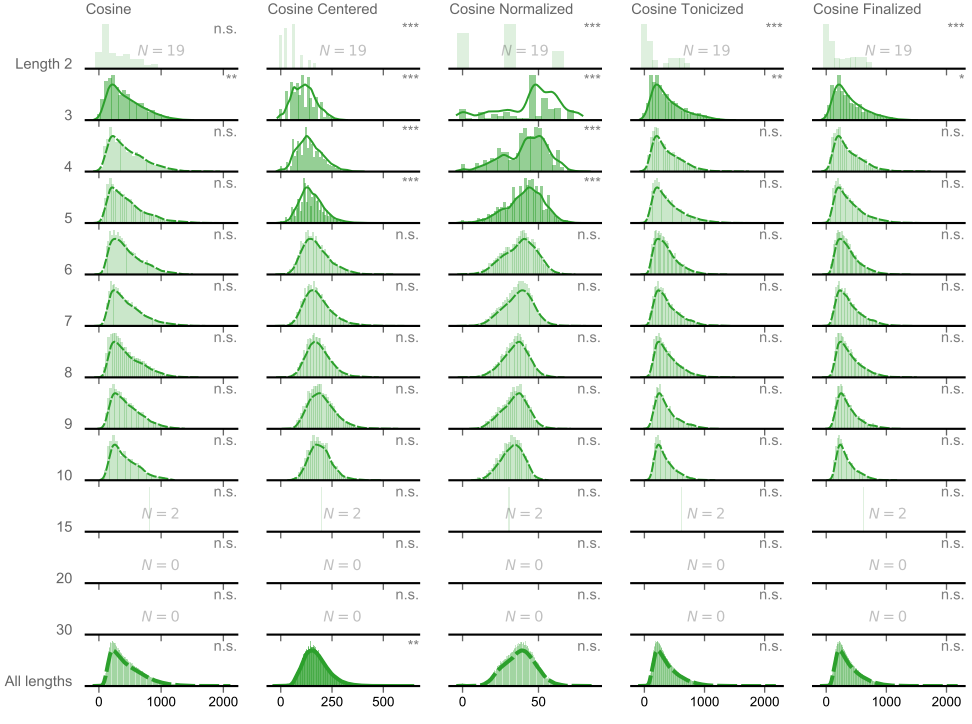 Cosine Cosine Centered Cosine Normalized Cosine Tonicized Cosine Finalized
n.s. *** *** *** ***
Length 2 N = 19 N = 19 N = 19 N = 19 N = 19
** *** *** ** *
3
n.s. *** *** n.s. n.s.
4
n.s. *** *** n.s. n.s.
5
n.s. n.s. n.s. n.s. n.s.
6
n.s. n.s. n.s. n.s. n.s.
7
n.s. n.s. n.s. n.s. n.s.
8
n.s. n.s. n.s. n.s. n.s.
9
n.s. n.s. n.s. n.s. n.s.
10
n.s. n.s. n.s. n.s. n.s.
15 N = 2 N = 2 N = 2 N = 2 N = 2
n.s. n.s. n.s. n.s. n.s.
20 N = 0 N = 0 N = 0 N = 0 N = 0
n.s. n.s. n.s. n.s. n.s.
30 N = 0 N = 0 N = 0 N = 0 N = 0
n.s. ** n.s. n.s. n.s.
All lengths
0 1000 2000 0 250 500 0 50 0 1000 2000 0 1000 2000